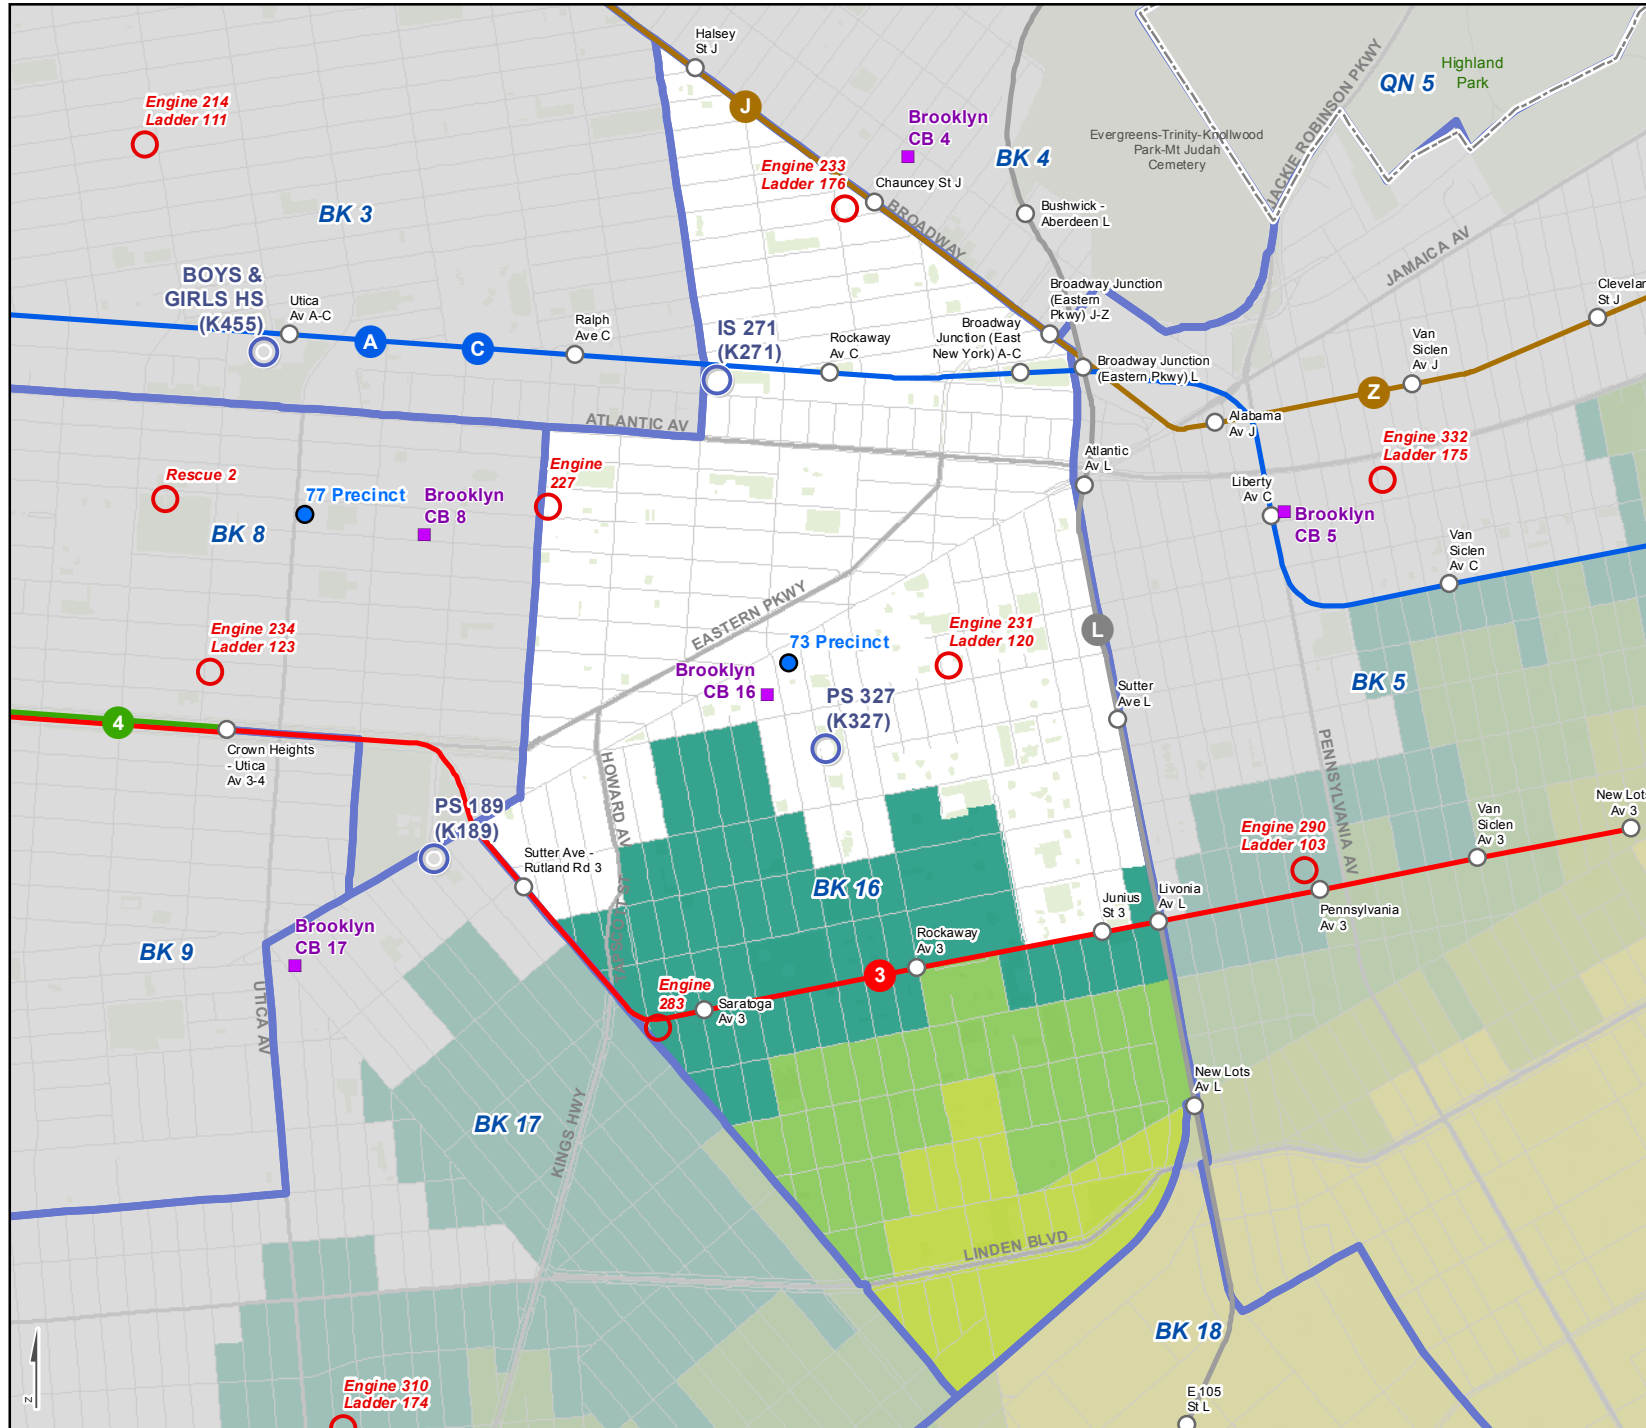 Halsey
St J
J
Engine 214
Ladder 111
Brooklyn
CB 4
BK 4
QN 5
Highland
Park
Evergreens-Trinity-Knollwood
Park-Mt Judah
Cemetery
JACKIE ROBINSON PKWY
Engine 233
Ladder 176
Chauncey St J
BROADWAY
Bushwick -
Aberdeen L
BK 3
JAMAICA AV
BOYS &
GIRLS HS
(K455)
Utica
Av A-C
A
C
Ralph
Ave C
IS 271
(K271)
Rockaway
Av C
Broadway
Junction (East
New York) A-C
Broadway Junction
(Eastern
Pkwy) J-Z
Broadway Junction
(Eastern Pkwy) L
Clevelan
St J
Van
Siclen
Av J
Z
Alabama
Av J
ATLANTIC AV
Engine 332
Ladder 175
Atlantic
Av L
Liberty
Av C
Brooklyn
CB 5
Rescue 2
77 Precinct
Brooklyn
CB 8
Engine
227
BK 8
Van
Siclen
Av C
EASTERN PKWY
Engine 234
Ladder 123
73 Precinct
Engine 231
Ladder 120
L
Brooklyn
CB 16
PS 327
(K327)
Sutter
Ave L
BK 5
4
Crown Heights
- Utica
Av 3-4
HOWARD AV
PENNSYLVANIA AV
PS 189
(K189)
Sutter Ave -
Rutland Rd 3
BK 16
Engine 290
Ladder 103
Van
Siclen
Av 3
New Lots
Av 3
Junius
St 3
Livonia
Av L
Pennsylvania
Av 3
Brooklyn
CB 17
BK 9
UTICA AV
Rockaway
Av 3
3
Engine
283
Saratoga
Av 3
New Lots
Av L
BK 17
KINGS HWY
LINDEN BLVD
BK 18
Engine 310
Ladder 174
E 105
St L
Z